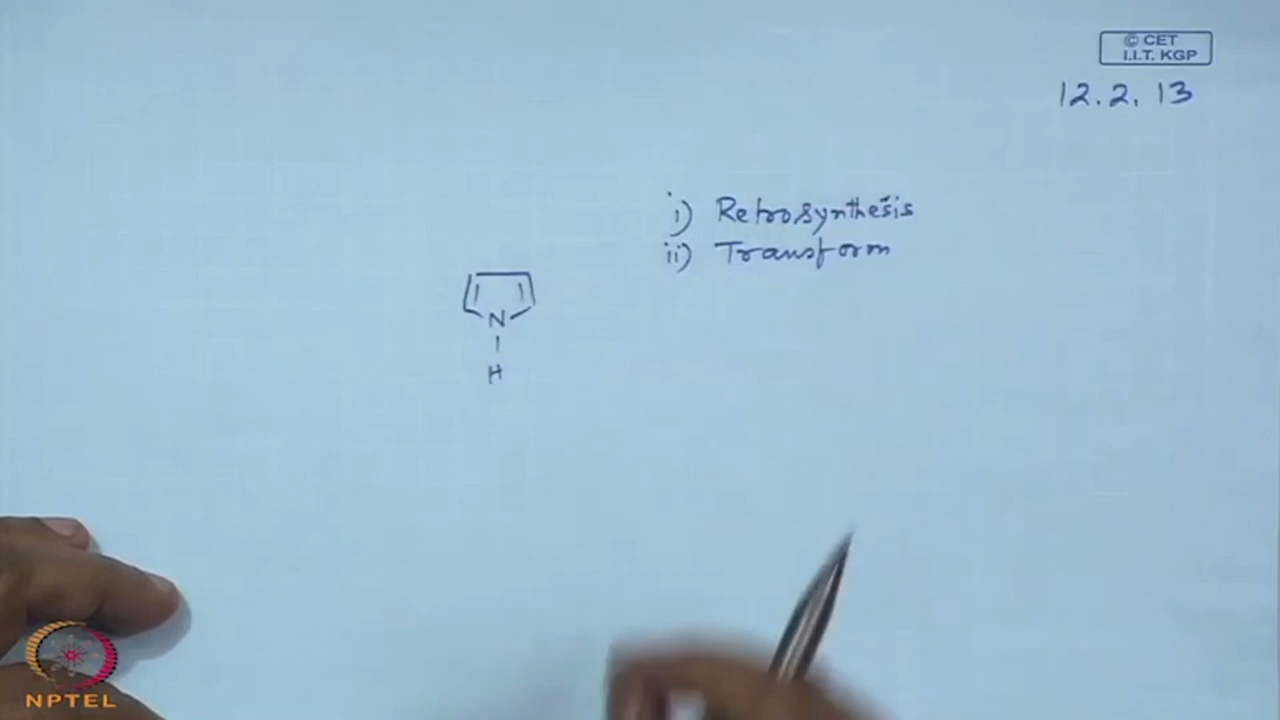 © CET
I.I.T. KGP
12.2.13
i) Retrosynthesis
ii) Transform
N
H
NPTEL